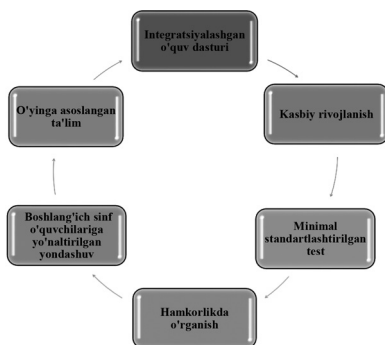 Integratsiyalashgan
o'quv dasturi
Kasbiy rivojlanish
Minimal
standartlashtirilgan
test
Hamkorlikda
o'rganish
Boshlang'ich sinf
o'quvchilariga
yo'naltirilgan
yondashuv
O'yinga asoslangan
ta'lim